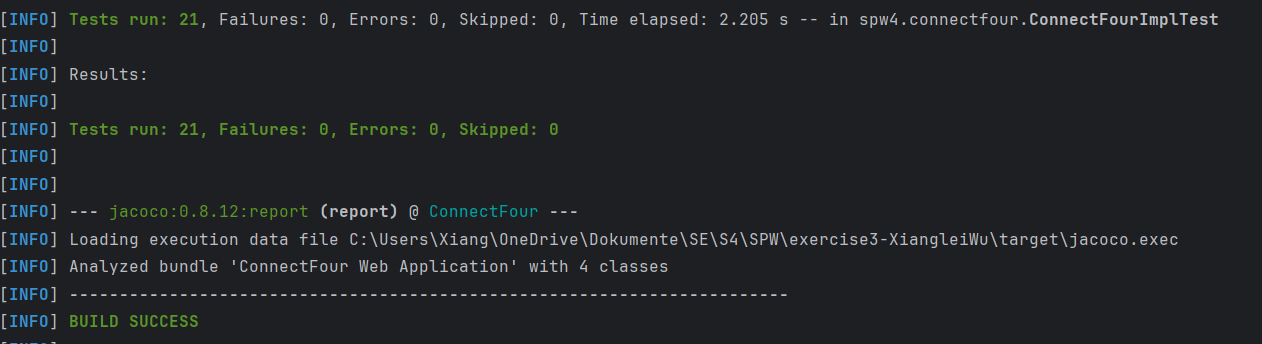 [INFO] Tests run: 21, Failures: 0, Errors: 0, Skipped: 0, Time elapsed: 2.205 s -- in spw4.connectfour.ConnectFourImplTest
[INFO]
[INFO] Results:
[INFO]
[INFO] Tests run: 21, Failures: 0, Errors: 0, Skipped: 0
[INFO]
[INFO]
[INFO] --- jacoco:0.8.12:report (report) @ ConnectFour ---
[INFO] Loading execution data file C:\Users\Xiang\OneDrive\Dokumente\SE\S4\SPW\exercise3-XiangleiWu\target\jacoco.exec
[INFO] Analyzed bundle 'ConnectFour Web Application' with 4 classes
[INFO] ------------------------------------------------------------------------
[INFO] BUILD SUCCESS